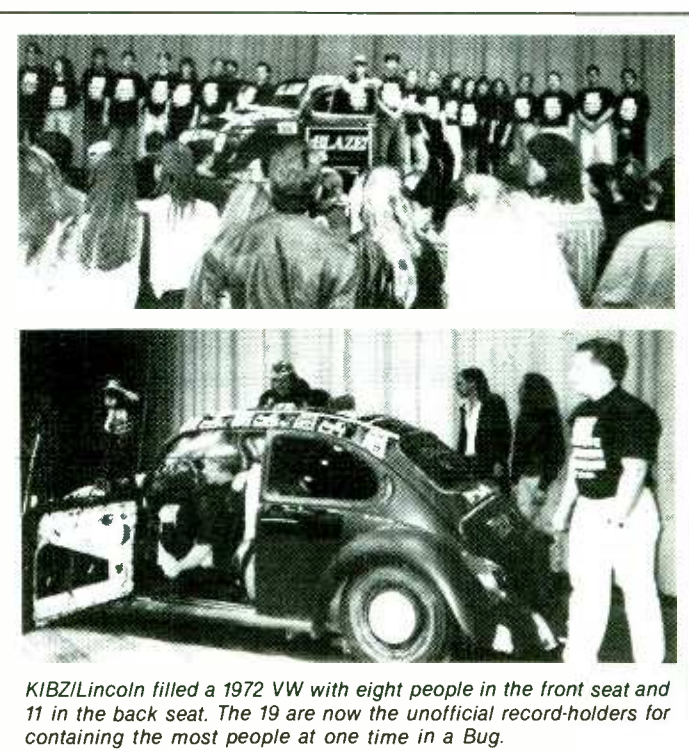 BLAZE
KIBZ/Lincoln filled a 1972 VW with eight people in the front seat and
11 in the back seat. The 19 are now the unofficial record-holders for
containing the most people at one time in a Bug.